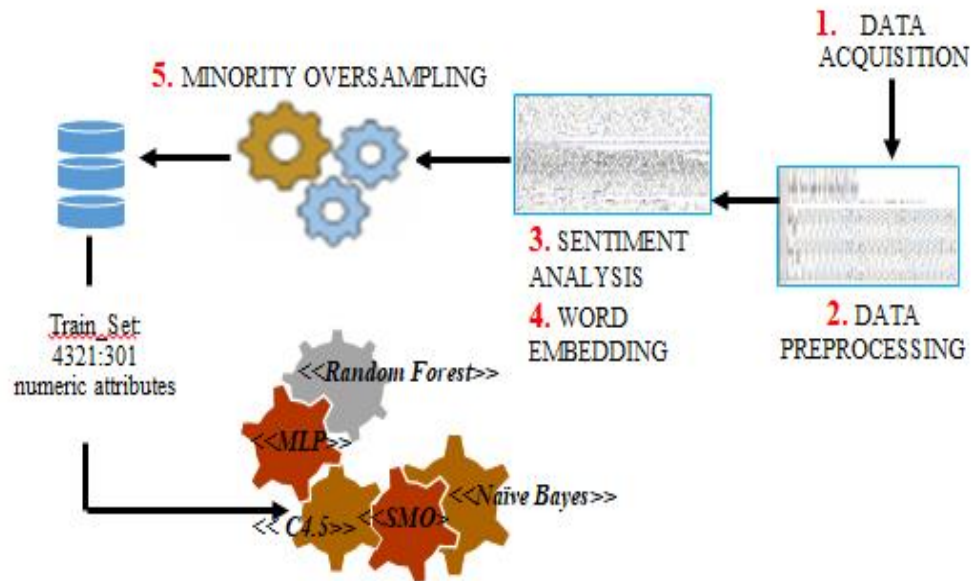 1. DATA
ACQUISITION
2. DATA
PREPROCESSING
3. SENTIMENT
ANALYSIS
4. WORD
EMBEDDING
5. MINORITY OVERSAMPLING
Train_Set:
4321:301
numeric attributes
<<Random Forest>>
<<MLP>>
<< C4.5>>
<<SMO>
<<Naïve Bayes>>